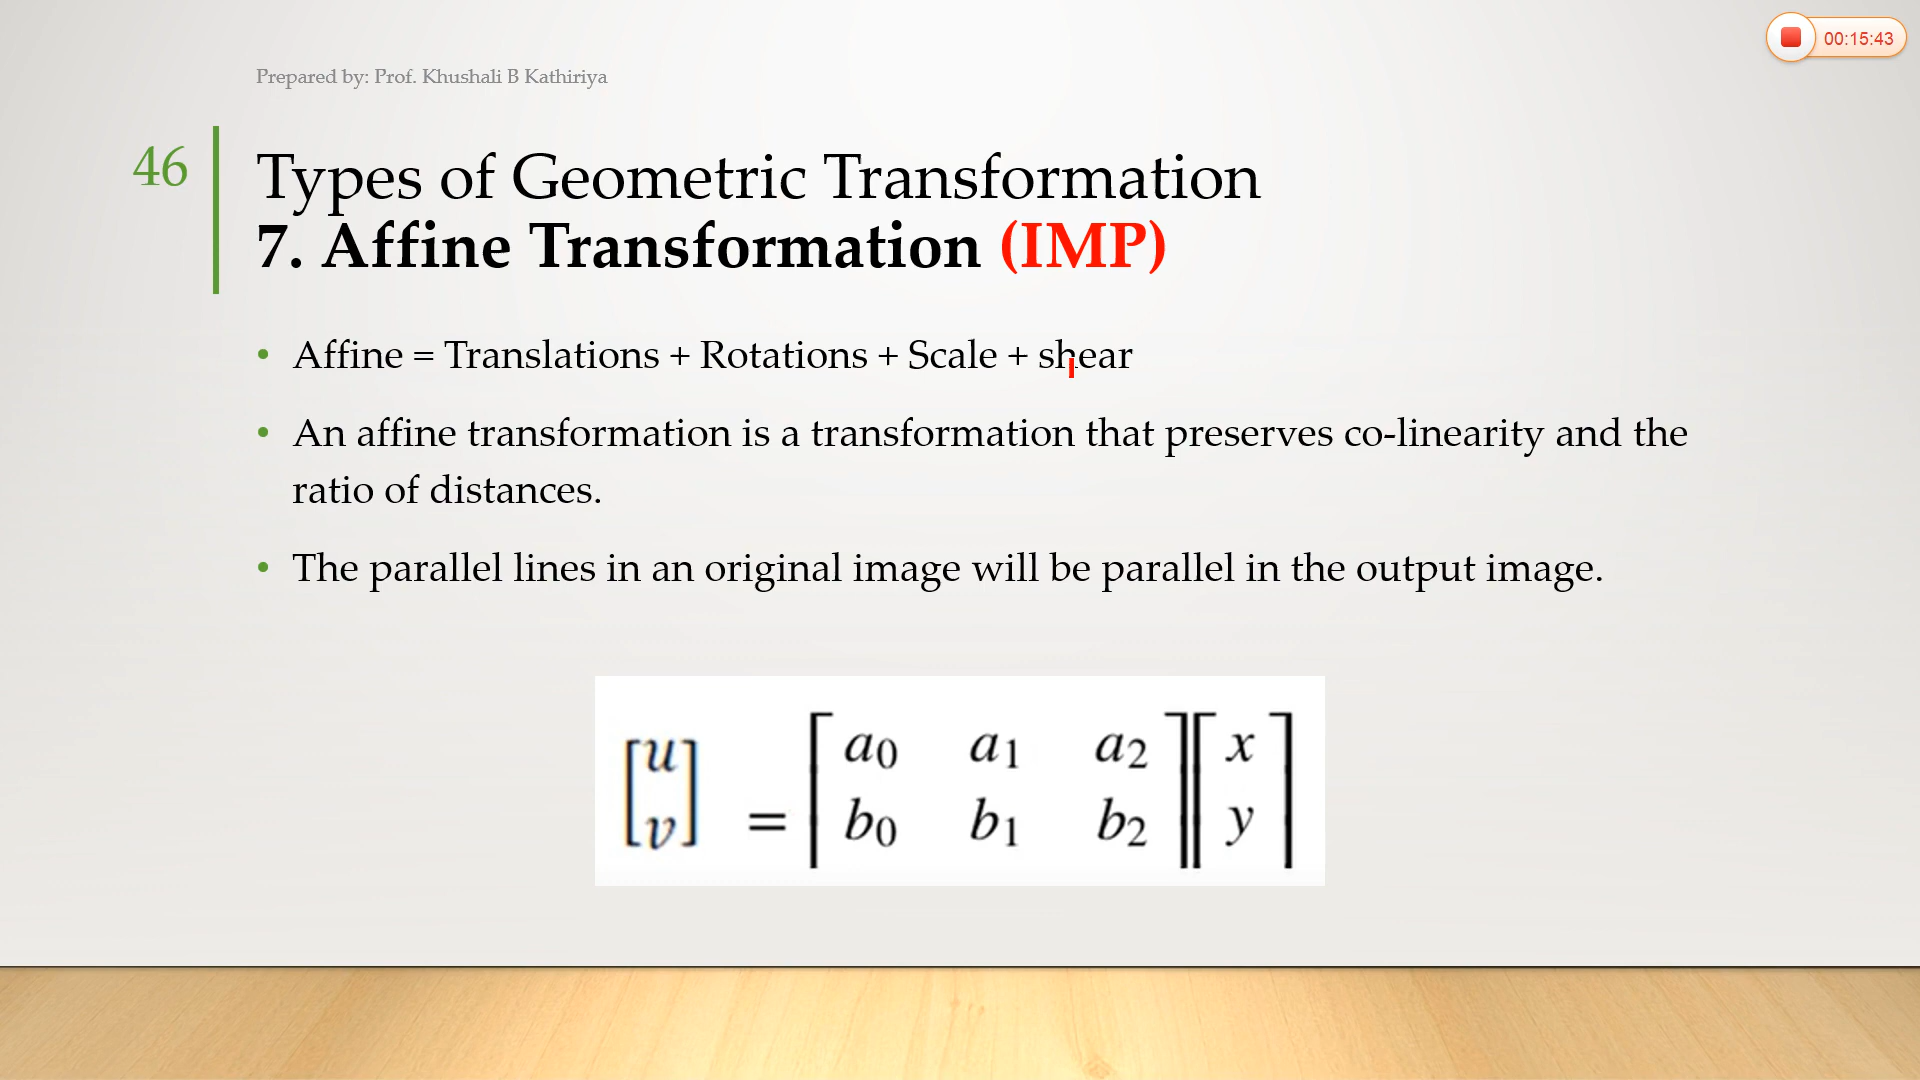 00:15:43
Prepared by: Prof. Khushali B Kathiriya
46
Types of Geometric Transformation
7. Affine Transformation (IMP)
• Affine = Translations + Rotations + Scale + shear
• An affine transformation is a transformation that preserves co-linearity and the
ratio of distances.
• The parallel lines in an original image will be parallel in the output image.
[u] = [a₀ a₁ a₂] [x]
[v] [b₀ b₁ b₂] [y]